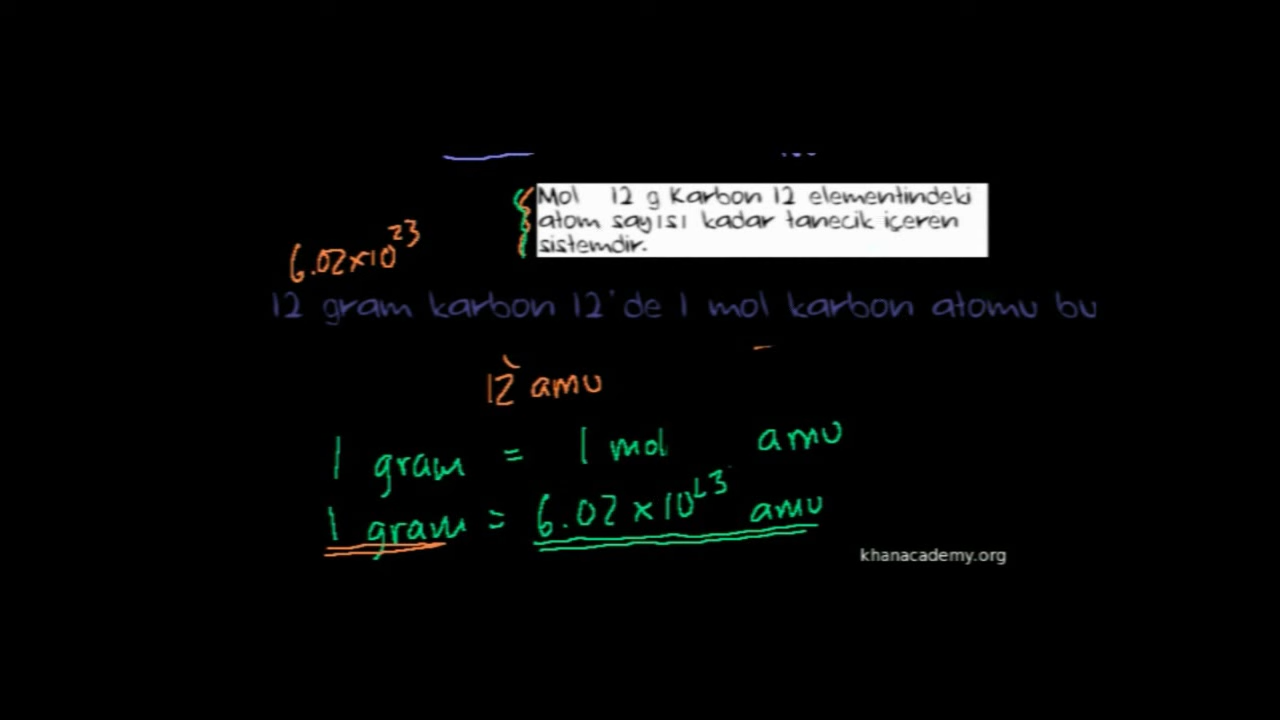 Mol 12 g Karbon 12 elementindeki
atom sayısı kadar tanecik içeren
sistemdir.
6.02×10²³
12 gram karbon 12'de 1 mol karbon atomu bu
12 amu
1 gram = 1 mol amu
1 gram = 6.02×10²³ amu
khanacademy.org